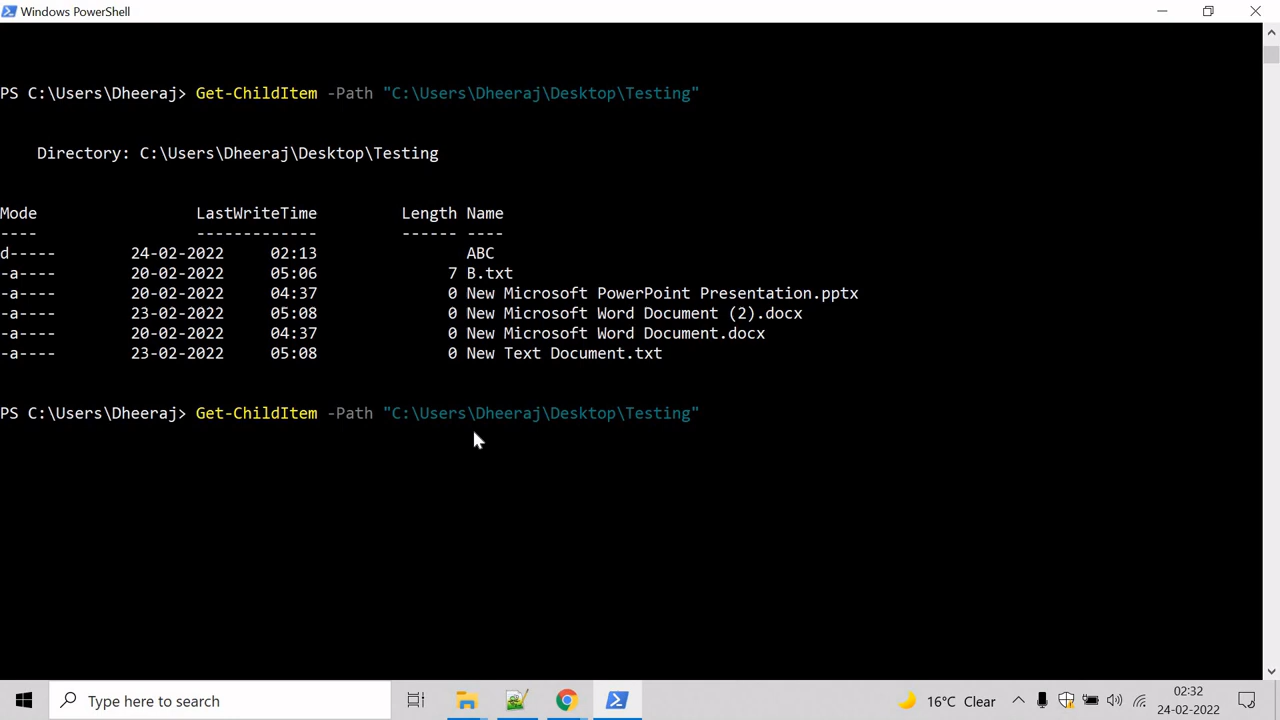 Windows PowerShell
PS C:\Users\Dheeraj> Get-ChildItem -Path "C:\Users\Dheeraj\Desktop\Testing"
Directory: C:\Users\Dheeraj\Desktop\Testing
Mode LastWriteTime Length Name
---- ------------- ------ ----
d----- 24-02-2022 02:13 ABC
-a---- 20-02-2022 05:06 7 B.txt
-a---- 20-02-2022 04:37 0 New Microsoft PowerPoint Presentation.pptx
-a---- 23-02-2022 05:08 0 New Microsoft Word Document (2).docx
-a---- 20-02-2022 04:37 0 New Microsoft Word Document.docx
-a---- 23-02-2022 05:08 0 New Text Document.txt
PS C:\Users\Dheeraj> Get-ChildItem -Path "C:\Users\Dheeraj\Desktop\Testing"
Type here to search
16°C Clear
02:32
24-02-2022